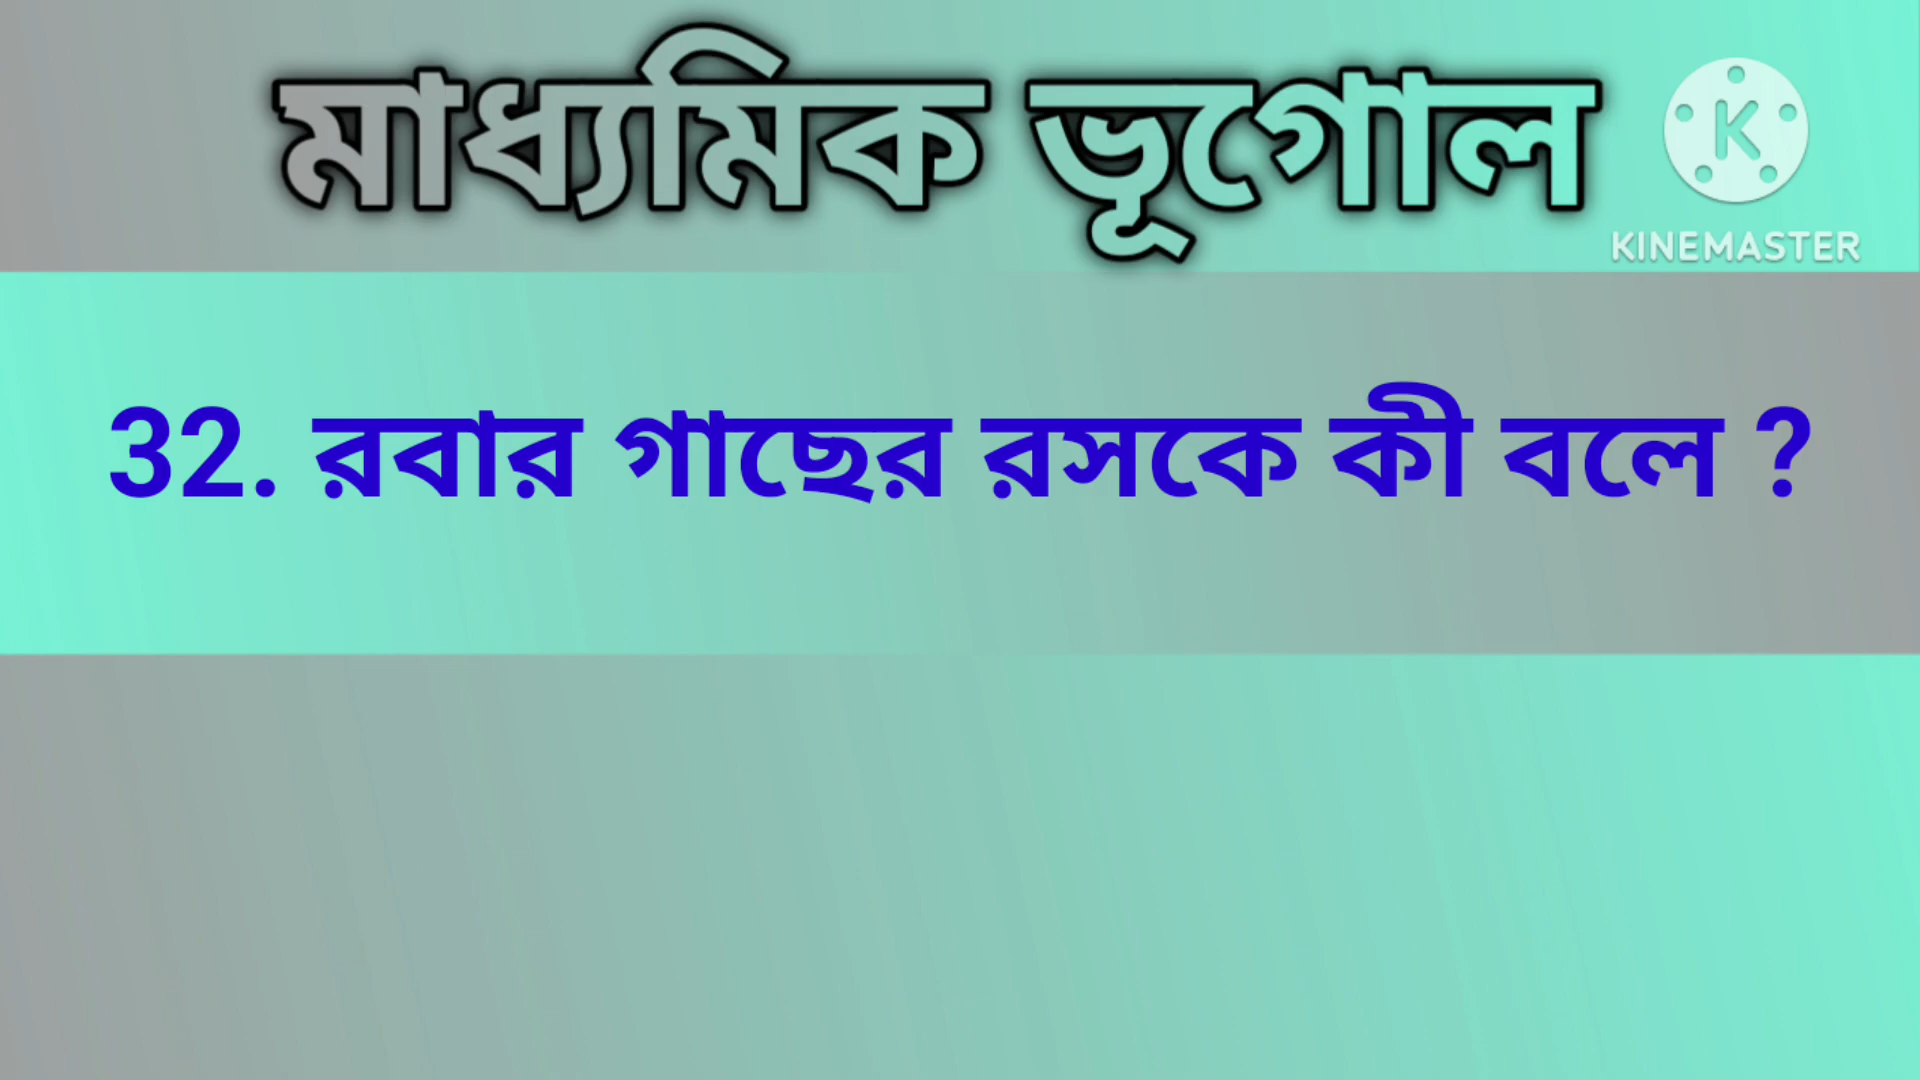 মাধ্যমিক ভূগোল
K
KINEMASTER
32. রবার গাছের রসকে কী বলে ?